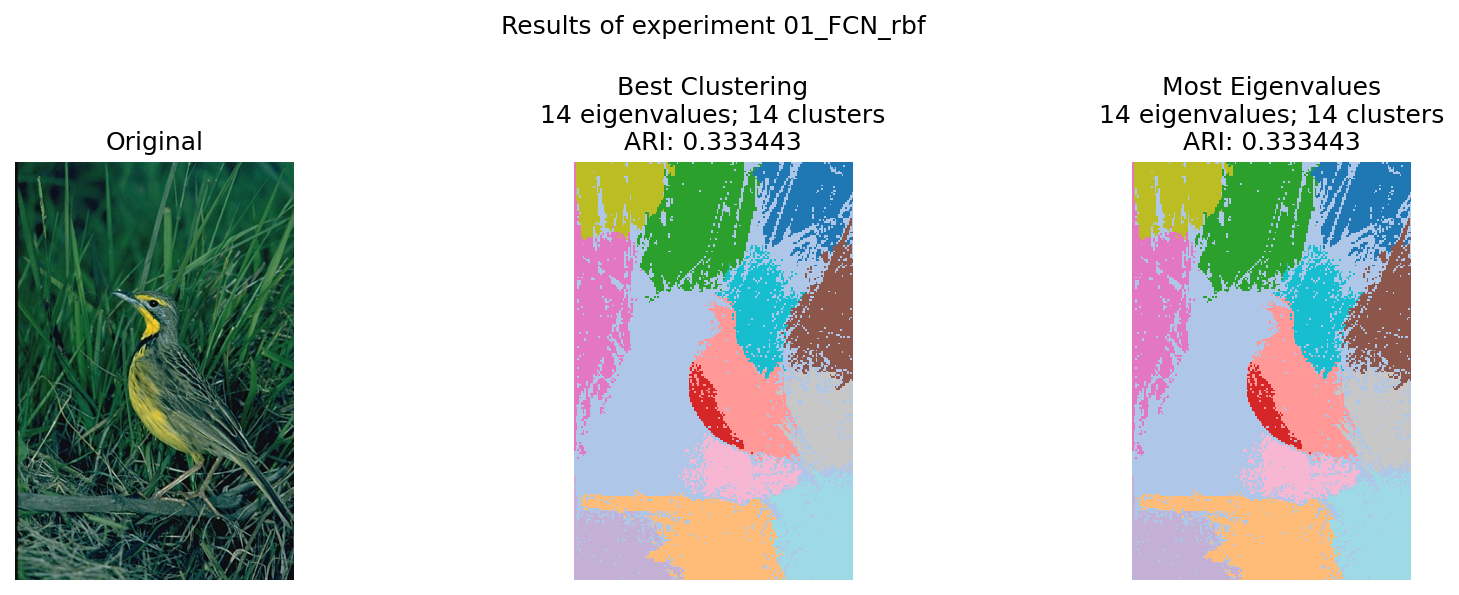 Results of experiment 01_FCN_rbf
Original
Best Clustering
14 eigenvalues; 14 clusters
ARI: 0.333443
Most Eigenvalues
14 eigenvalues; 14 clusters
ARI: 0.333443